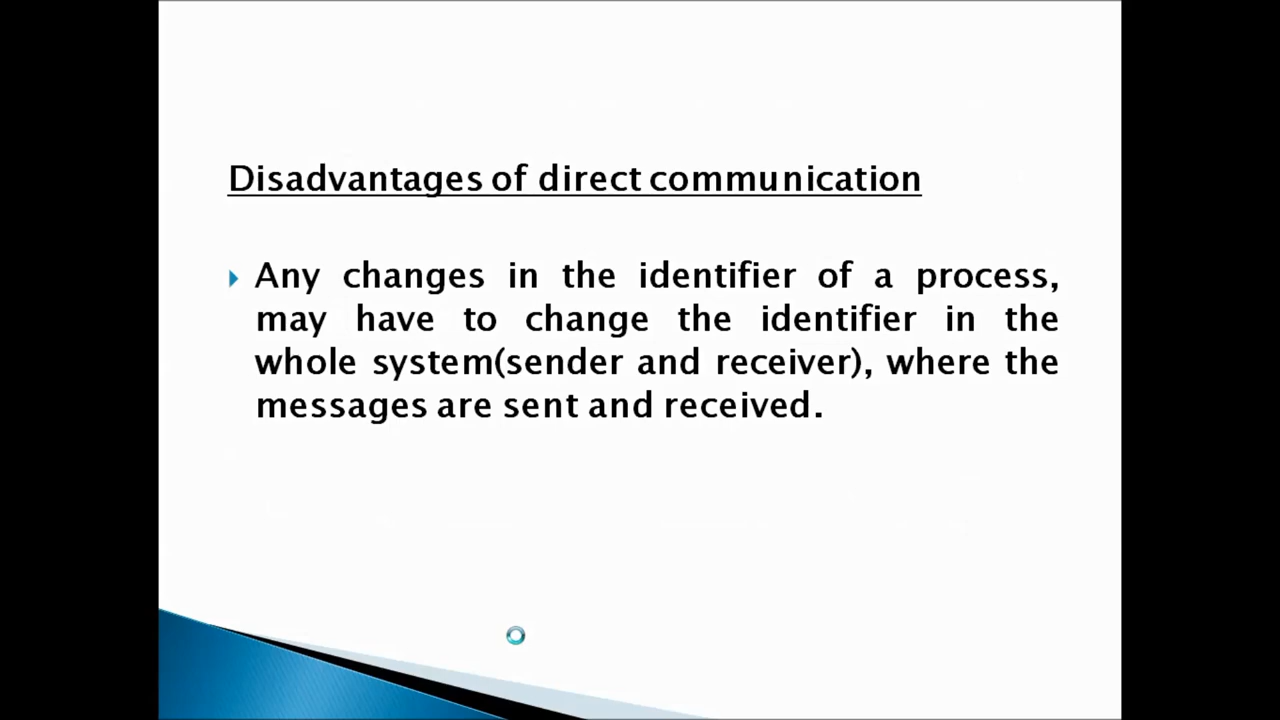 Disadvantages of direct communication
Any changes in the identifier of a process,
may have to change the identifier in the
whole system(sender and receiver), where the
messages are sent and received.